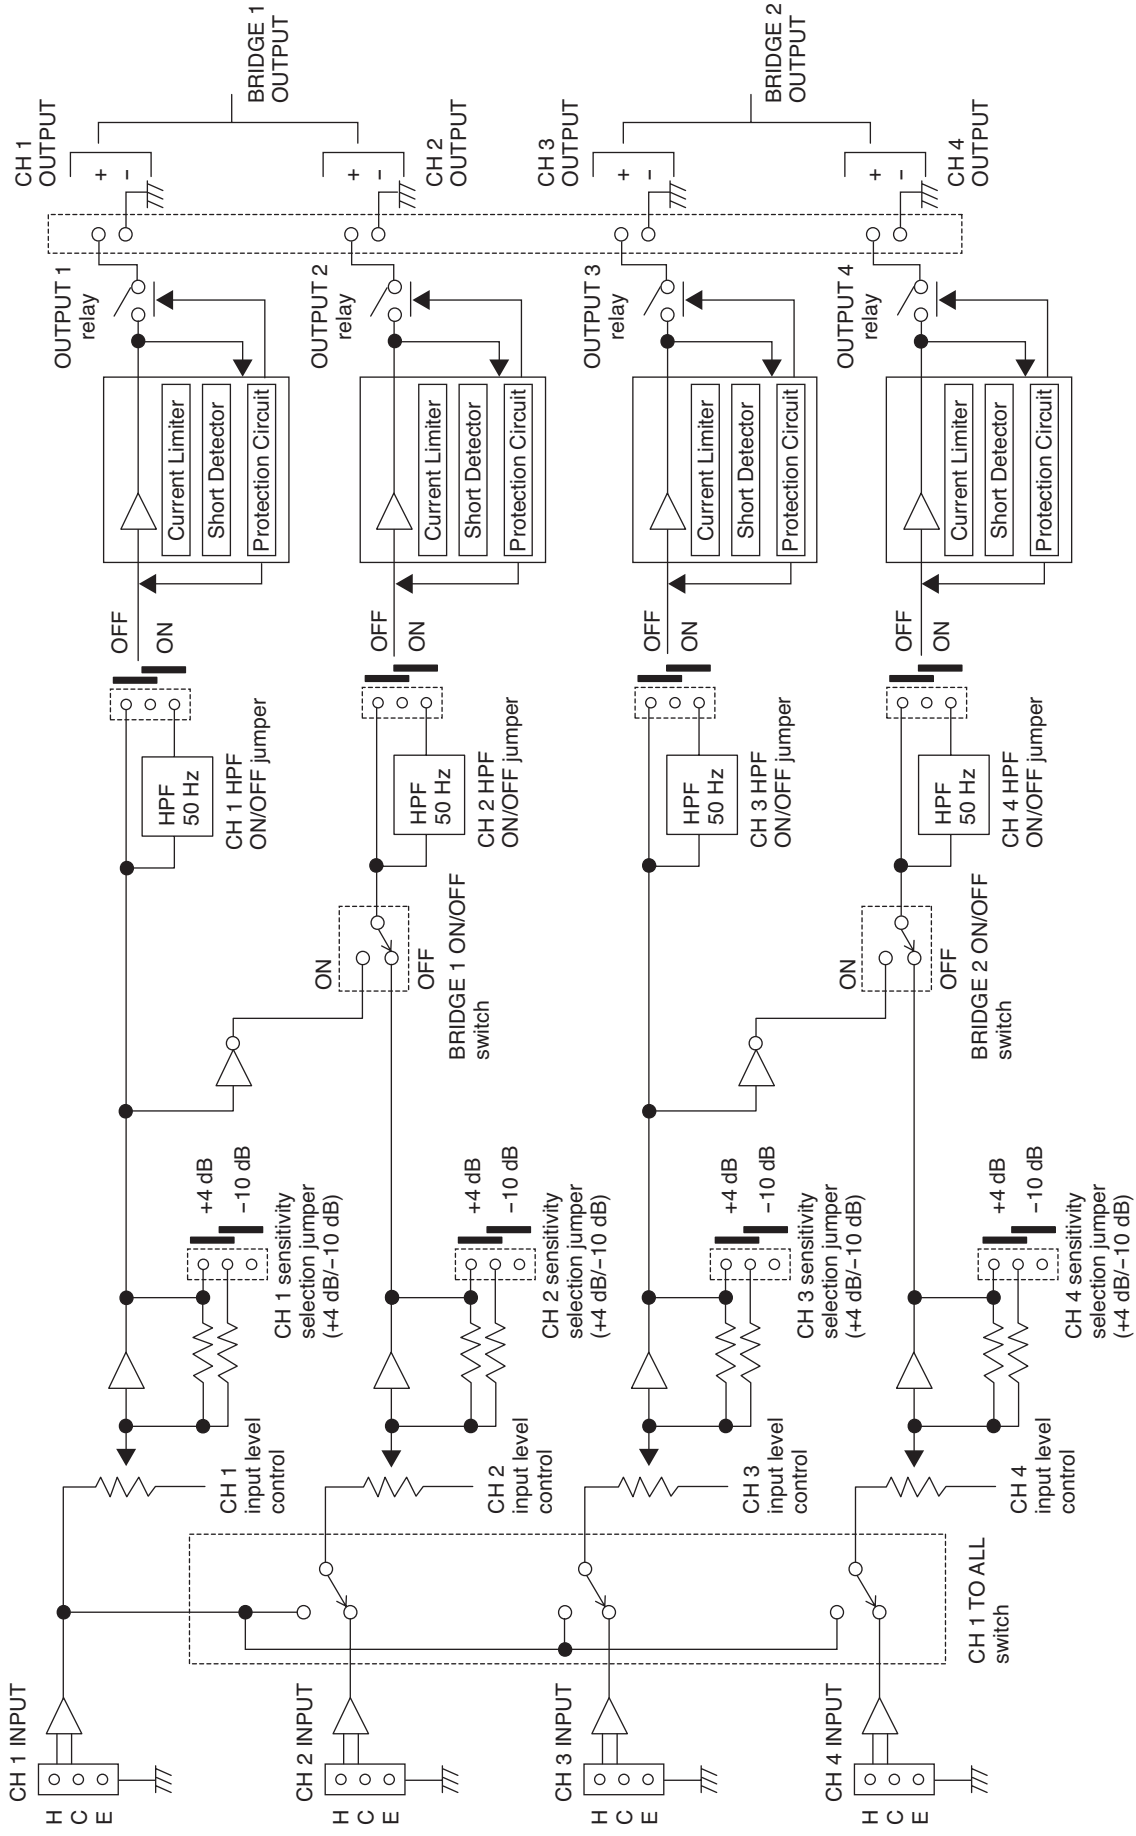 CH 1 INPUT
H
C
E
CH 1
input level
control
CH 1 sensitivity
selection jumper
(+4 dB/−10 dB)
+4 dB
−10 dB
HPF
50 Hz
CH 1 HPF
ON/OFF jumper
OFF
ON
Current Limiter
Short Detector
Protection Circuit
OUTPUT 1
relay
CH 1
OUTPUT
+
−
BRIDGE 1
OUTPUT
CH 2 INPUT
H
C
E
CH 2
input level
control
CH 2 sensitivity
selection jumper
(+4 dB/−10 dB)
+4 dB
−10 dB
ON
OFF
BRIDGE 1 ON/OFF
switch
HPF
50 Hz
CH 2 HPF
ON/OFF jumper
OFF
ON
Current Limiter
Short Detector
Protection Circuit
OUTPUT 2
relay
+
−
CH 2
OUTPUT
CH 3 INPUT
H
C
E
CH 3
input level
control
CH 3 sensitivity
selection jumper
(+4 dB/−10 dB)
+4 dB
−10 dB
HPF
50 Hz
CH 3 HPF
ON/OFF jumper
OFF
ON
Current Limiter
Short Detector
Protection Circuit
OUTPUT 3
relay
CH 3
OUTPUT
+
−
BRIDGE 2
OUTPUT
CH 4 INPUT
H
C
E
CH 1 TO ALL
switch
CH 4
input level
control
CH 4 sensitivity
selection jumper
(+4 dB/−10 dB)
+4 dB
−10 dB
ON
OFF
BRIDGE 2 ON/OFF
switch
HPF
50 Hz
CH 4 HPF
ON/OFF jumper
OFF
ON
Current Limiter
Short Detector
Protection Circuit
OUTPUT 4
relay
+
−
CH 4
OUTPUT